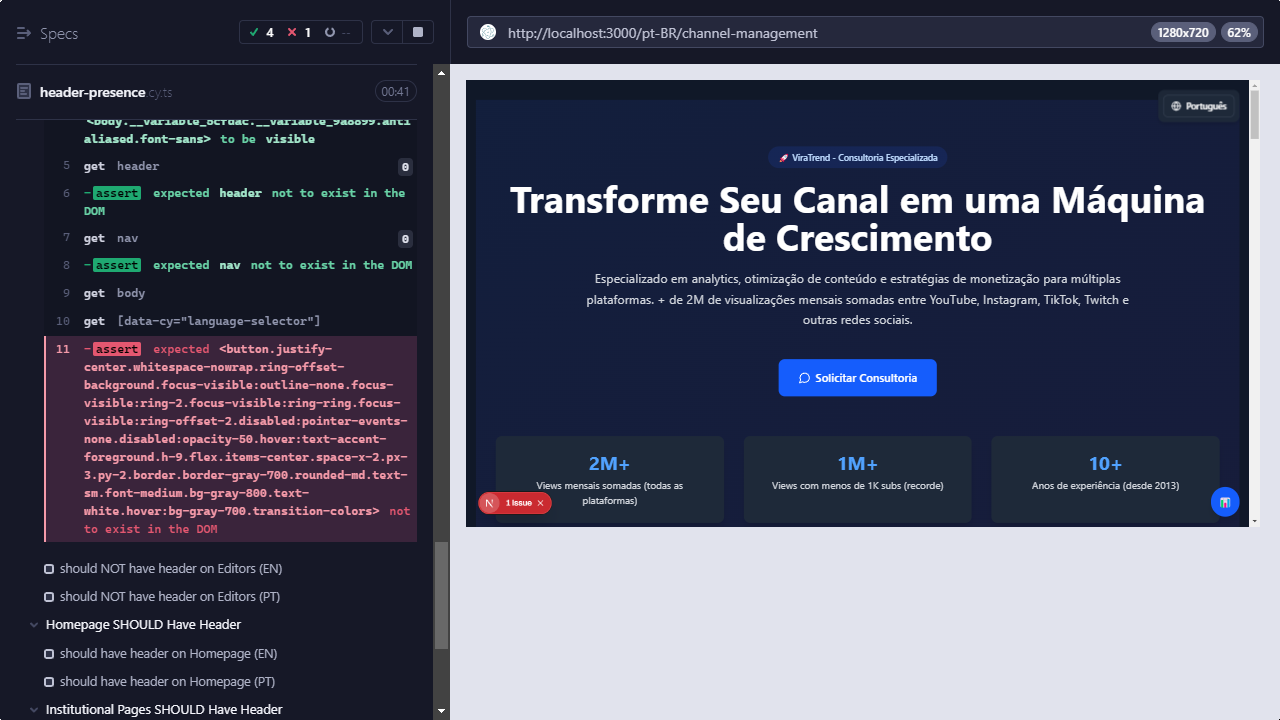 Specs
4
1
--
http://localhost:3000/pt-BR/channel-management
1280x720
62%
header-presence.cy.ts
00:41
<body.__variable_8cfdac.__variable_9a8899.anti
aliased.font-sans> to be visible
5 get header 0
6 -assert expected header not to exist in the
DOM
7 get nav 0
8 -assert expected nav not to exist in the DOM
9 get body
10 get [data-cy="language-selector"]
11 -assert expected <button.justify-
center.whitespace-nowrap.ring-offset-
background.focus-visible:outline-none.focus-
visible:ring-2.focus-visible:ring-ring.focus-
visible:ring-offset-2.disabled:pointer-events-
none.disabled:opacity-50.hover:text-accent-
foreground.h-9.flex.items-center.space-x-2.px-
3.py-2.border.border-gray-700.rounded-md.text-
sm.font-medium.bg-gray-800.text-
white.hover:bg-gray-700.transition-colors> not
to exist in the DOM
should NOT have header on Editors (EN)
should NOT have header on Editors (PT)
Homepage SHOULD Have Header
should have header on Homepage (EN)
should have header on Homepage (PT)
Institutional Pages SHOULD Have Header
Português
🚀 ViraTrend - Consultoria Especializada
Transforme Seu Canal em uma Máquina
de Crescimento
Especializado em analytics, otimização de conteúdo e estratégias de monetização para múltiplas
plataformas. + de 2M de visualizações mensais somadas entre YouTube, Instagram, TikTok, Twitch e
outras redes sociais.
Solicitar Consultoria
2M+
Views mensais somadas (todas as
plataformas)
1M+
Views com menos de 1K subs (recorde)
10+
Anos de experiência (desde 2013)
N 1 Issue ×